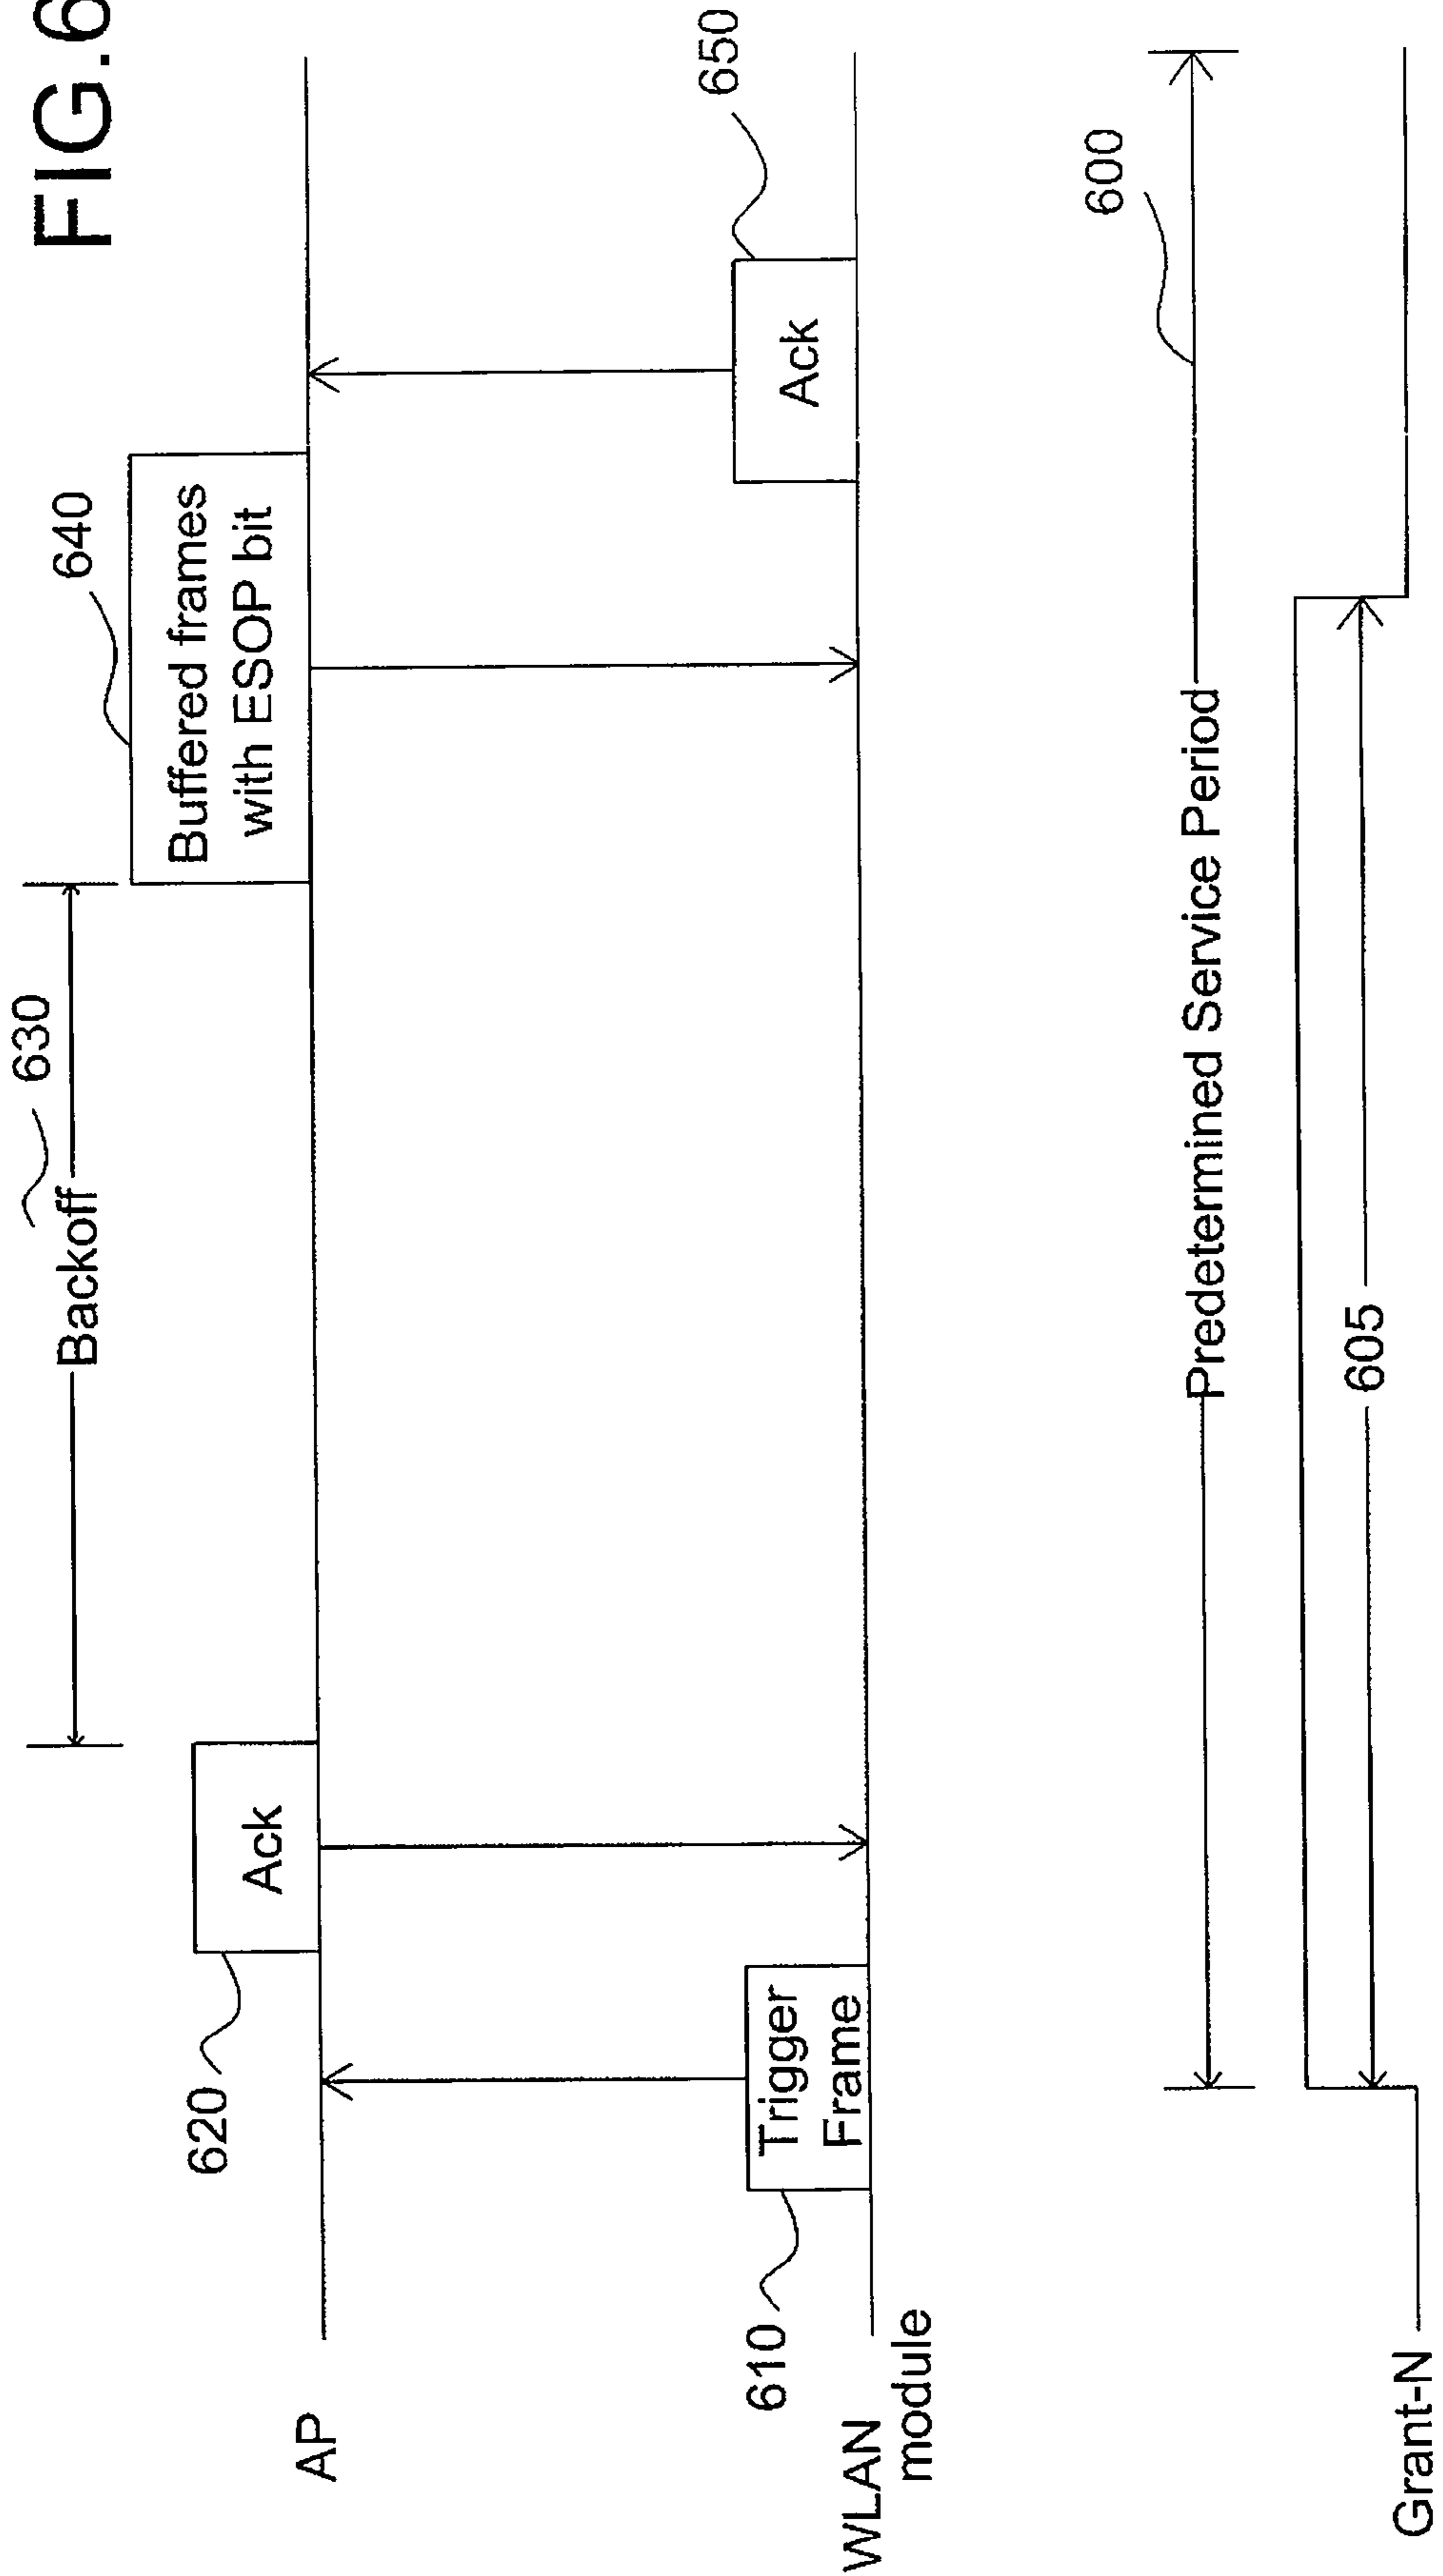 FIG.6
630
Backoff
640
Buffered frames
with ESOP bit
620
Ack
AP
650
Ack
610
Trigger
Frame
WLAN
module
600
Predetermined Service Period
605
Grant-N